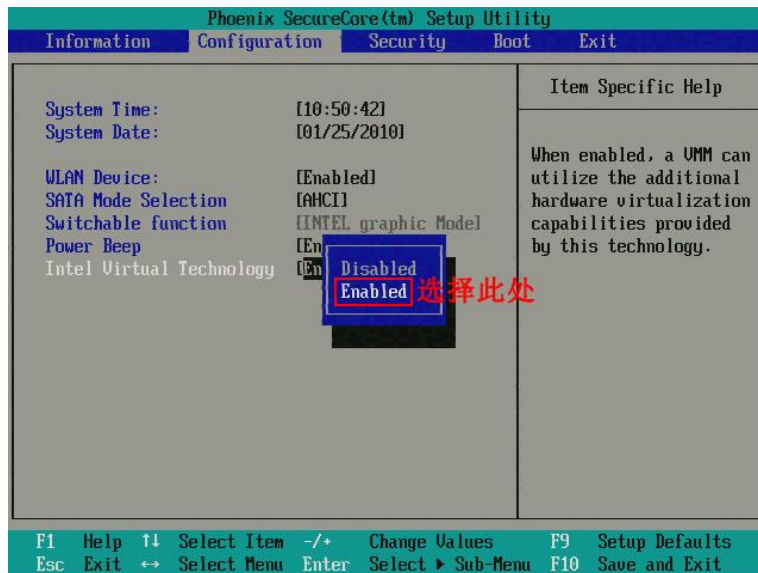 Phoenix SecureCore(tm) Setup Utility
Information Configuration Security Boot Exit
Item Specific Help
System Time: [10:50:42]
System Date: [01/25/2010]
WLAN Device: [Enabled]
SATA Mode Selection [AHCI]
Switchable function [INTEL graphic Mode]
Power Beep [En
Intel Virtual Technology [En
Disabled
Enabled 选择此处
When enabled, a VMM can
utilize the additional
hardware virtualization
capabilities provided
by this technology.
F1 Help ↑↓ Select Item -/+ Change Values F9 Setup Defaults
Esc Exit ↔ Select Menu Enter Select ▶ Sub-Menu F10 Save and Exit